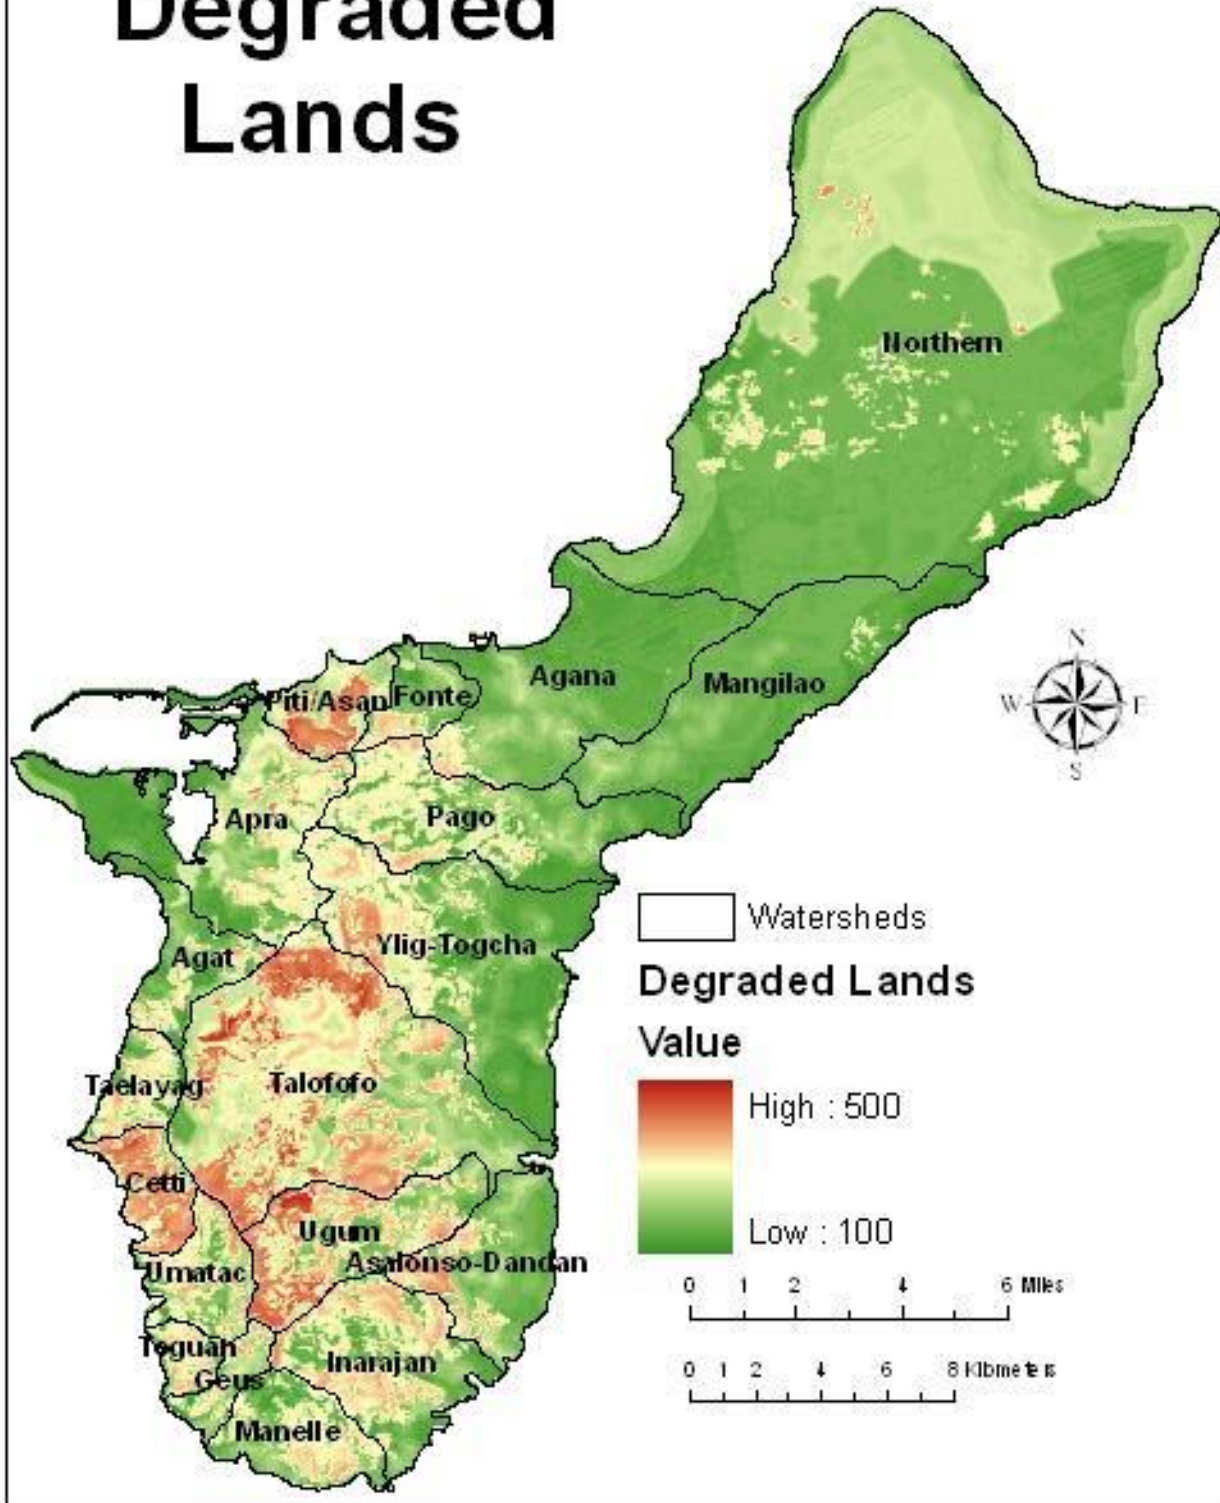 Degraded
Lands
Northern
Agana
Mangilao
Piti/Asan
Fonte
Apra
Pago
Ylig-Togcha
Agat
Taelayag
Talofofo
Cetti
Ugum
Asalonso-Dandan
Umatac
Toguan
Geus
Inarajan
Manelle
N
W E
S
Watersheds
Degraded Lands
Value
High : 500
Low : 100
0 1 2 4 6 Miles
0 1 2 4 6 8 Kilometers